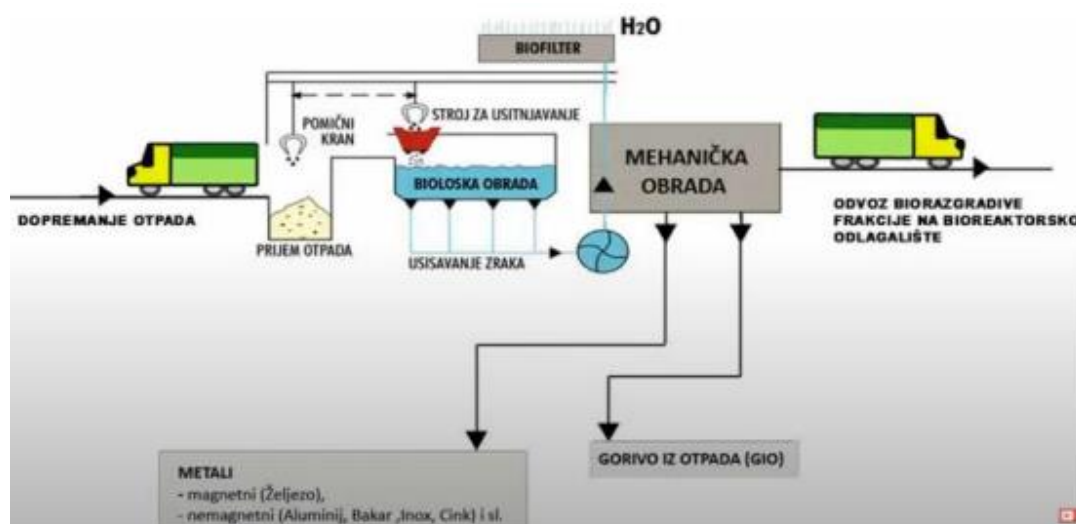 H2O
BIOFILTER
POMIČNI
KRAN
STROJ ZA USITNJAVANJE
DOPREMANJE OTPADA
PRIJEM OTPADA
BIOLOSKA OBRADA
USISAVANJE ZRAKA
MEHANIČKA
OBRADA
ODVOZ BIORAZGRADIVE
FRAKCIJE NA BIOREAKTORSKO
ODLAGALIŠTE
METALI
- magnetni (Željezo),
- nemagnetni (Aluminij, Bakar ,Inox, Cink) i sl.
GORIVO IZ OTPADA (GIO)